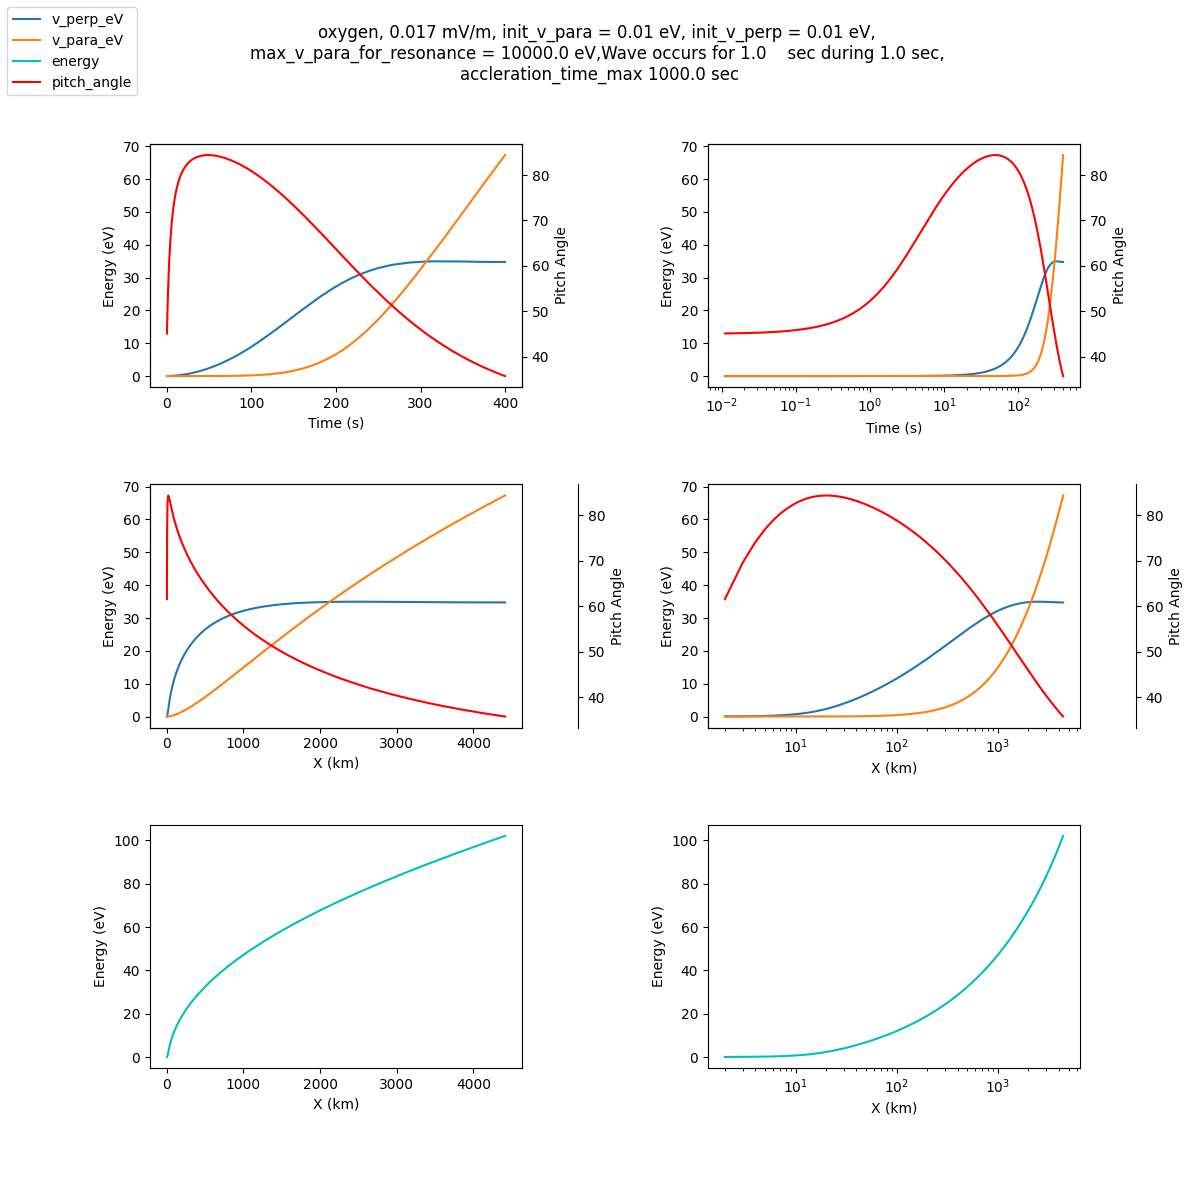 v_perp_eV
v_para_eV
energy
pitch_angle
oxygen, 0.017 mV/m, init_v_para = 0.01 eV, init_v_perp = 0.01 eV,
max_v_para_for_resonance = 10000.0 eV,Wave occurs for 1.0    sec during 1.0 sec,
accleration_time_max 1000.0 sec
70
60
50
40
30
20
10
0
Energy (eV)
0 100 200 300 400
Time (s)
80
70
60
50
40
Pitch Angle
70
60
50
40
30
20
10
0
Energy (eV)
10⁻² 10⁻¹ 10⁰ 10¹ 10²
Time (s)
80
70
60
50
40
Pitch Angle
70
60
50
40
30
20
10
0
Energy (eV)
0 1000 2000 3000 4000
X (km)
80
70
60
50
40
Pitch Angle
70
60
50
40
30
20
10
0
Energy (eV)
10¹ 10² 10³
X (km)
80
70
60
50
40
Pitch Angle
100
80
60
40
20
0
Energy (eV)
0 1000 2000 3000 4000
X (km)
100
80
60
40
20
0
Energy (eV)
10¹ 10² 10³
X (km)